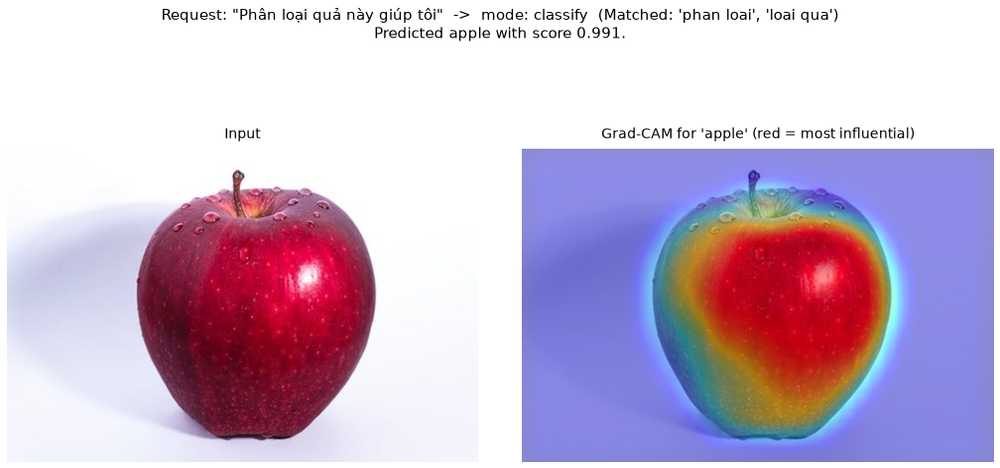 Request: "Phân loại quả này giúp tôi"  ->  mode: classify  (Matched: 'phan loai', 'loai qua')
Predicted apple with score 0.991.
Input
Grad-CAM for 'apple' (red = most influential)